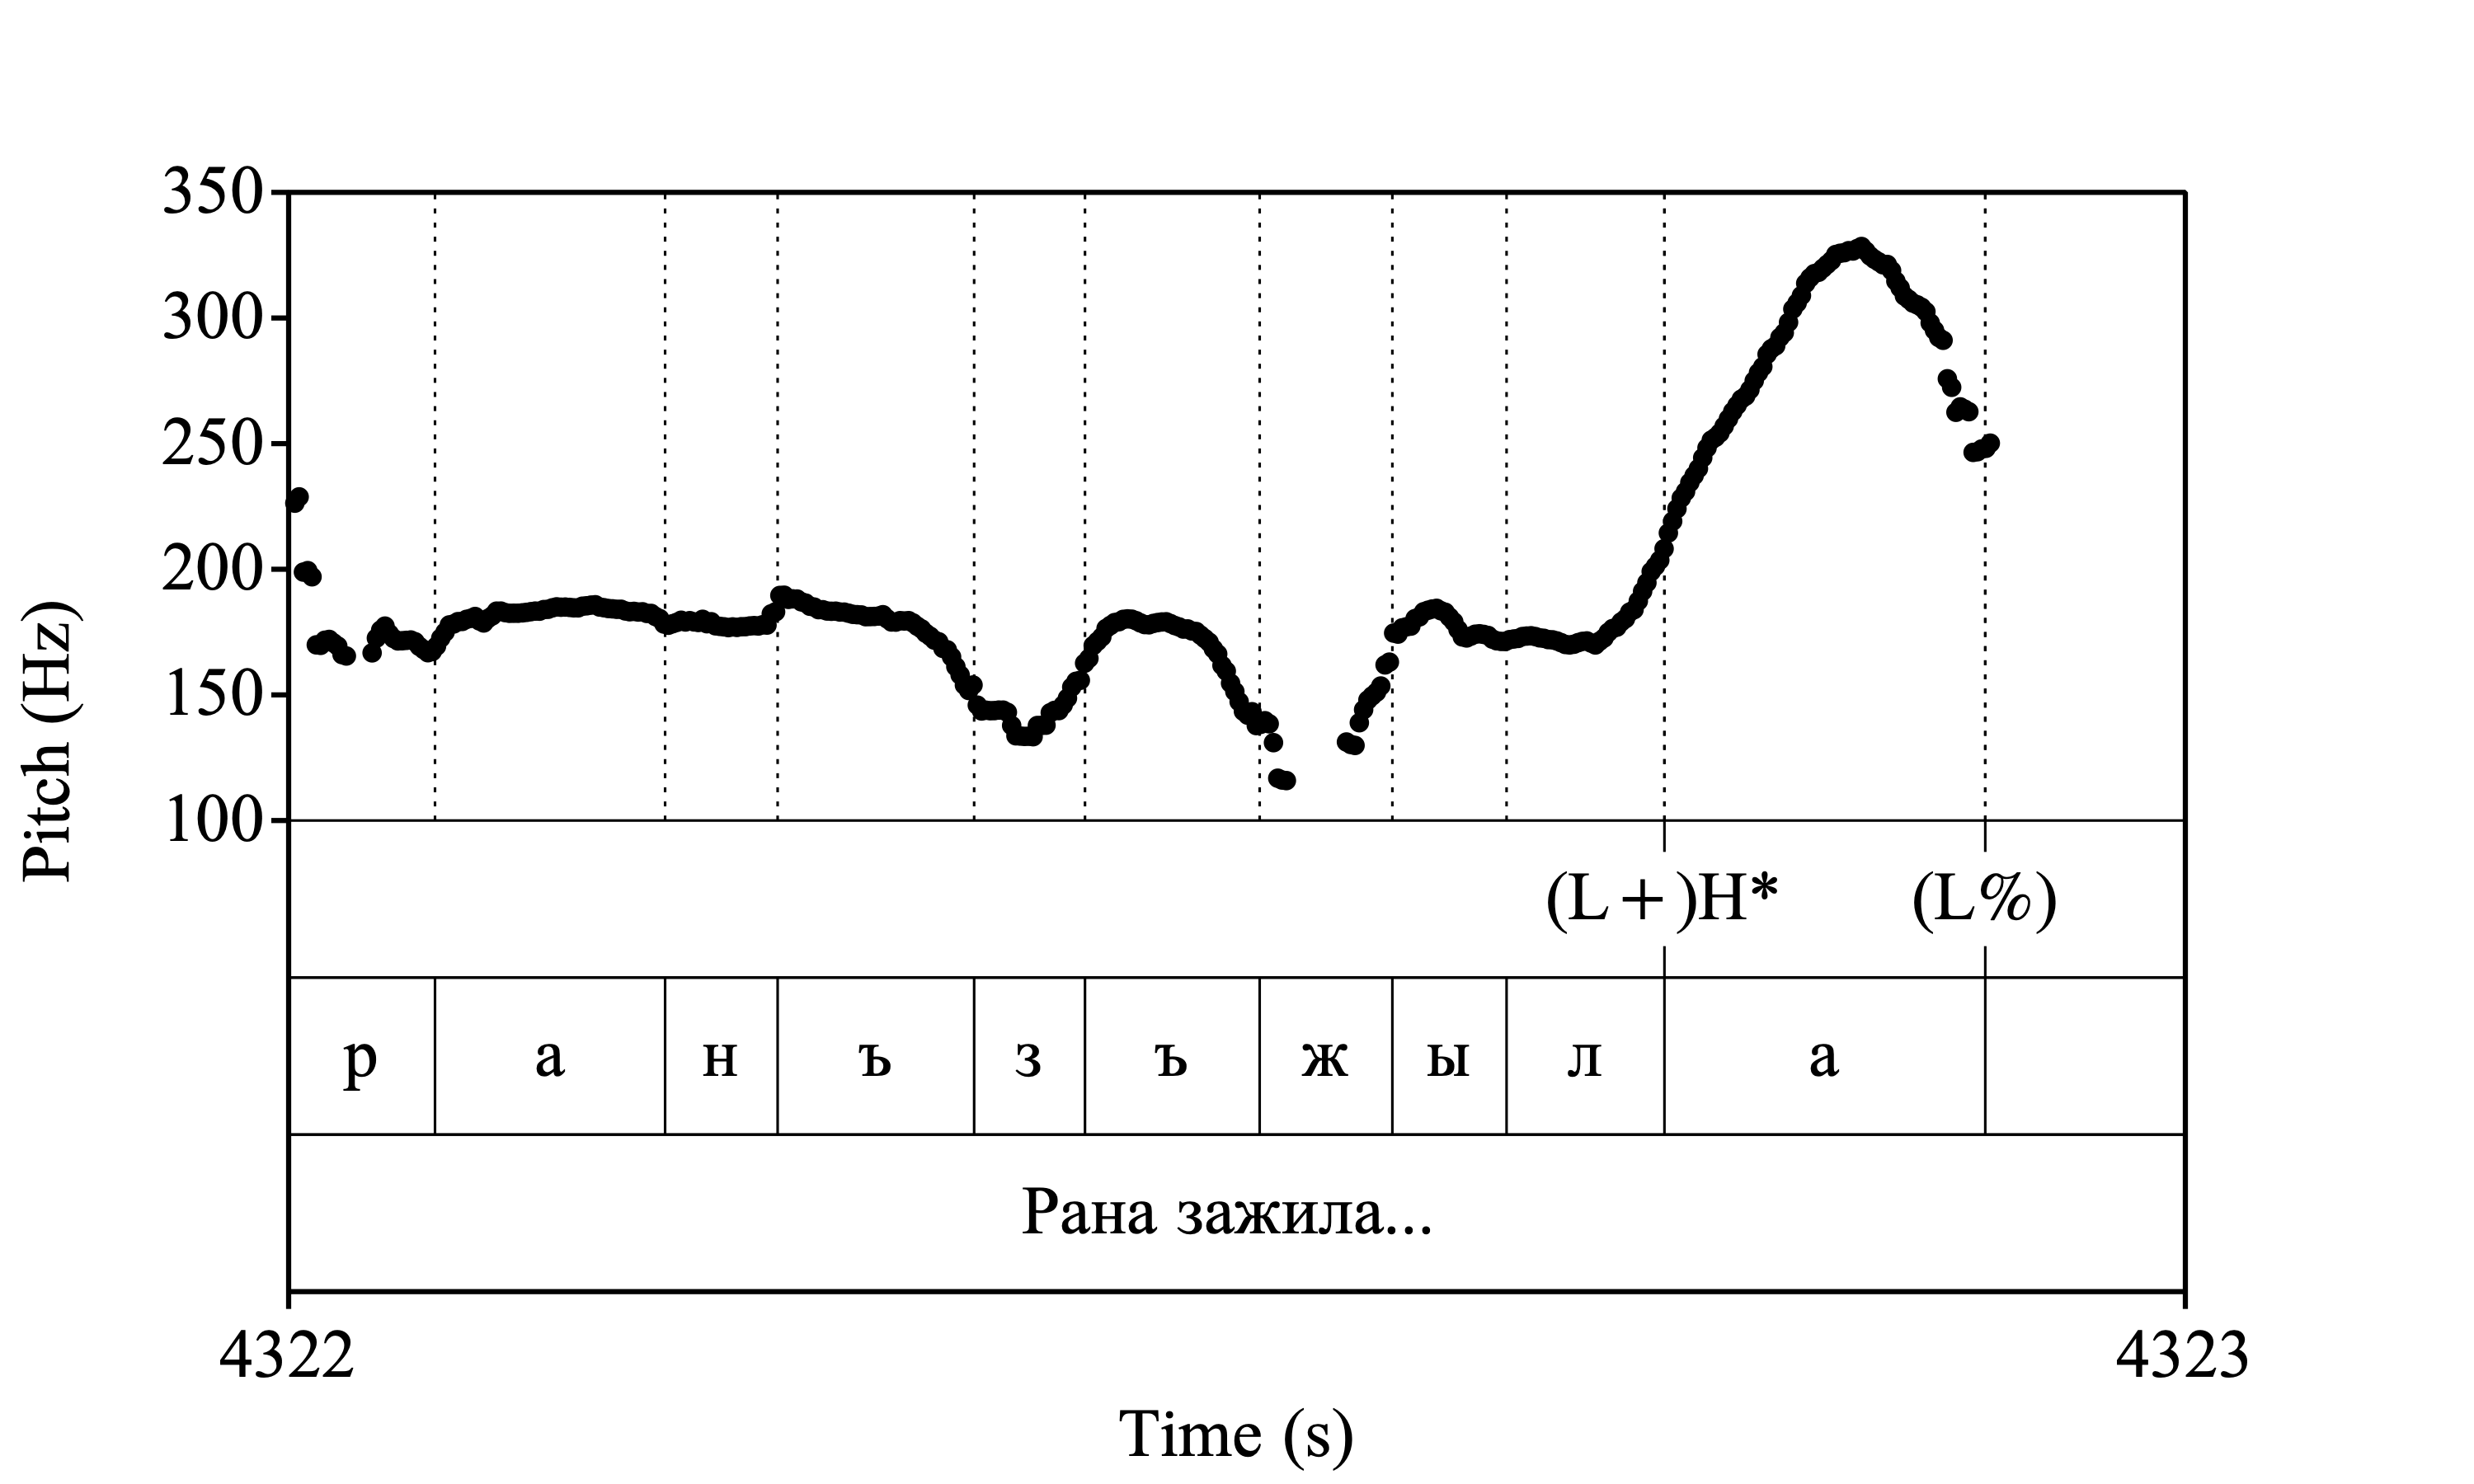 350
300
250
200
150
100
Pitch (Hz)
(L+)H* (L%)
р а н ъ з ъ ж ы л а
Рана зажила...
4322 4323
Time (s)